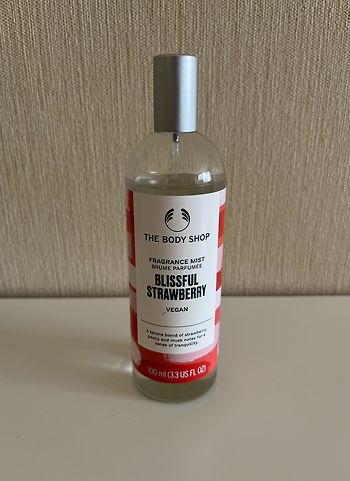 THE BODY SHOP
FRAGRANCE MIST
BRUME PARFUMÉE
BLISSFUL
STRAWBERRY
VEGAN
A serene blend of strawberry,
peony and musk notes for a
sense of tranquility.
100 ml (3.3 US FL OZ)